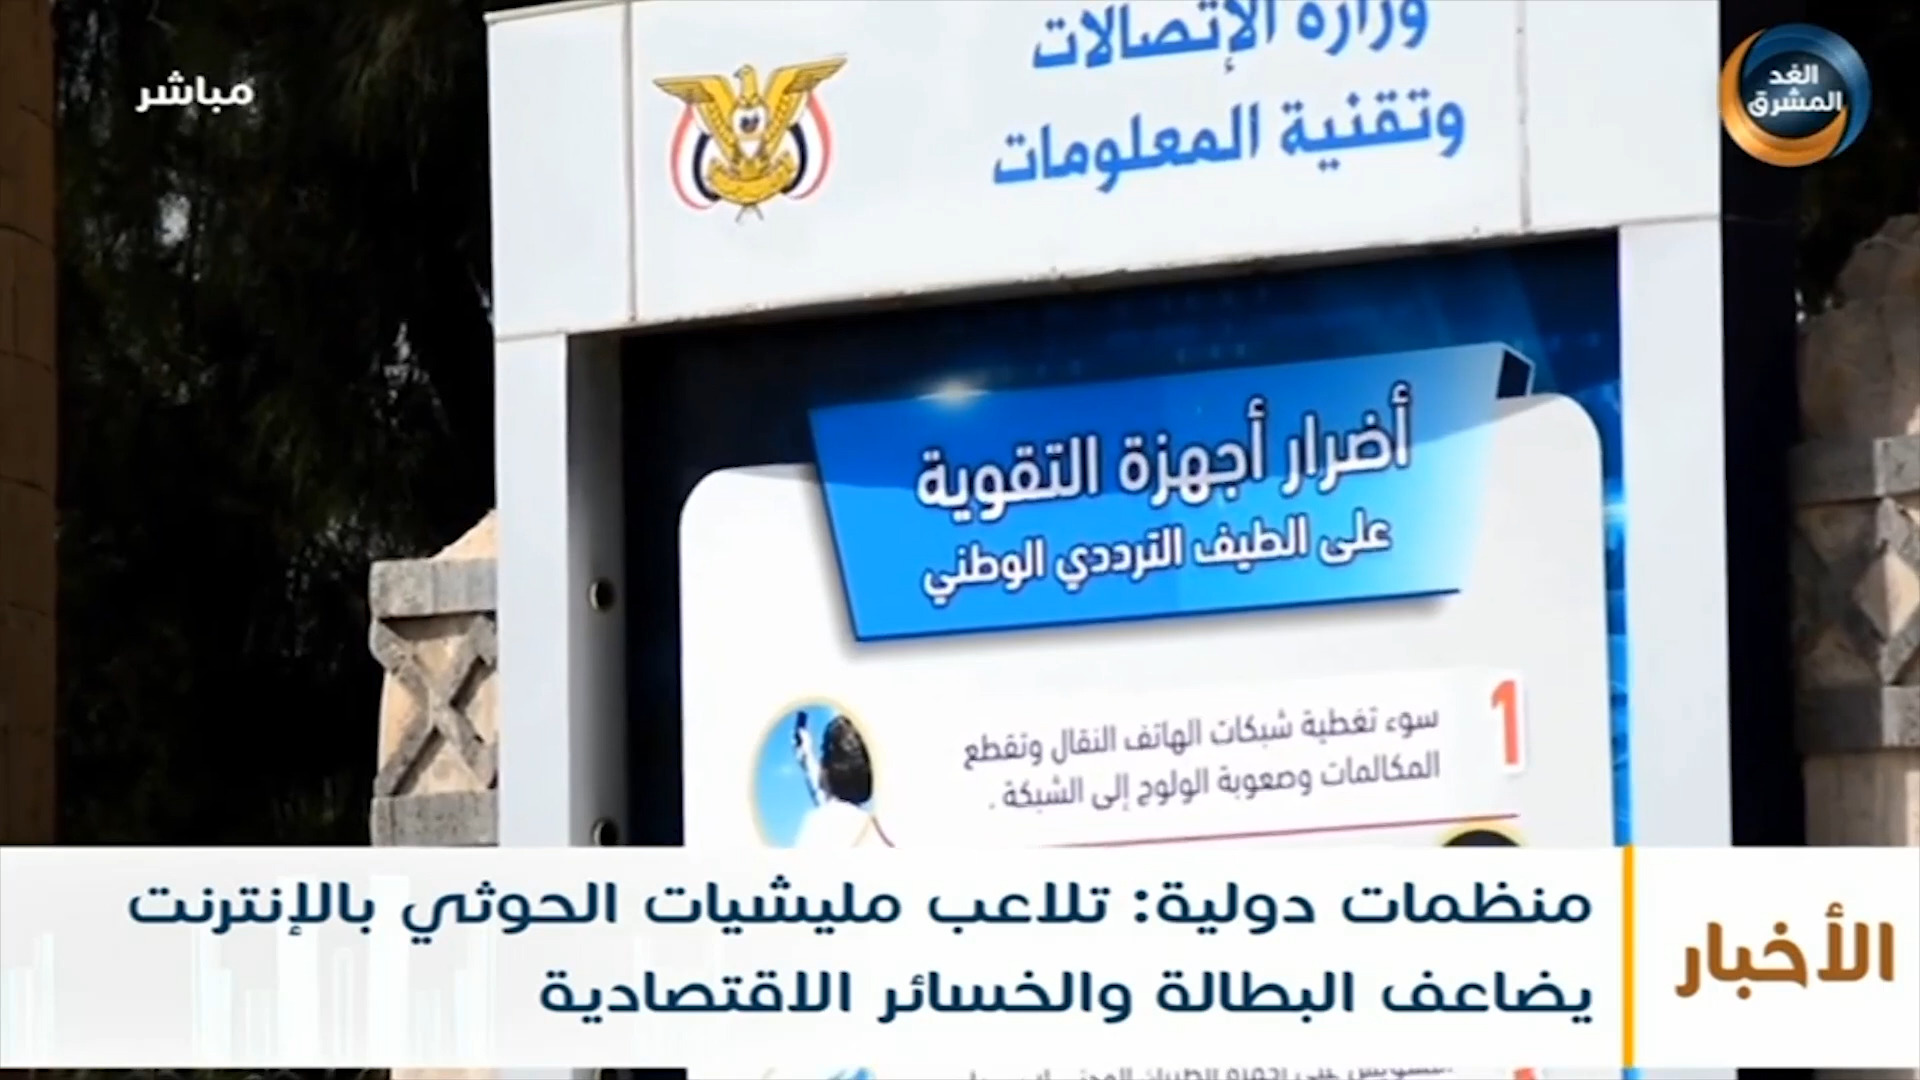 مباشر
الغد
المشرق
وزارة الإتصالات
وتقنية المعلومات
أضرار أجهزة التقوية
على الطيف الترددي الوطني
1
سوء تغطية شبكات الهاتف النقال وتقطع
المكالمات وصعوبة الولوج إلى الشبكة .
الأخبار
منظمات دولية: تلاعب مليشيات الحوثي بالإنترنت
يضاعف البطالة والخسائر الاقتصادية